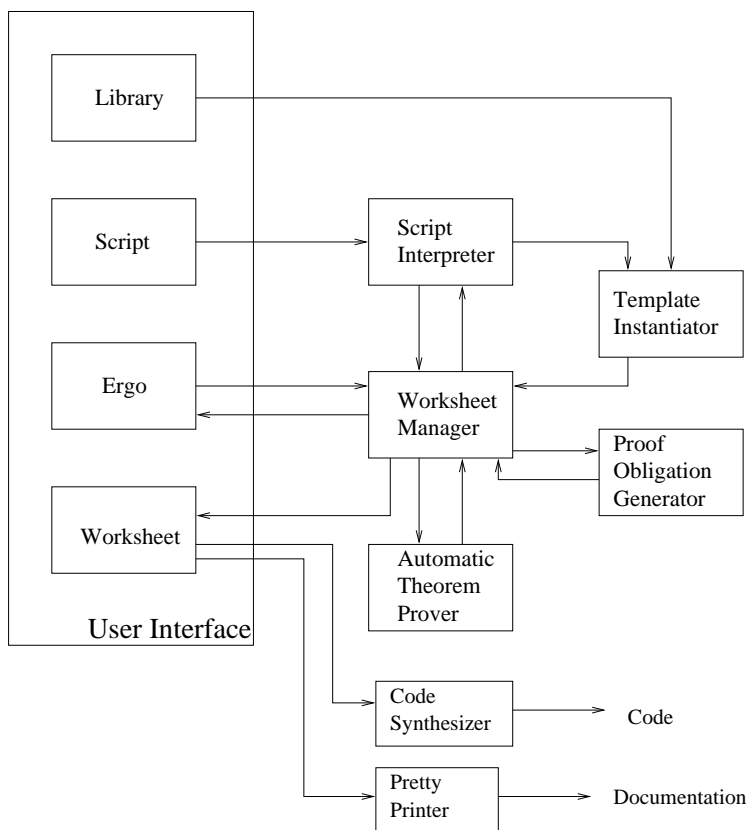 Library
Script
Script
Interpreter
Template
Instantiator
Ergo
Worksheet
Manager
Proof
Obligation
Generator
Worksheet
Automatic
Theorem
Prover
User Interface
Code
Synthesizer
Code
Pretty
Printer
Documentation